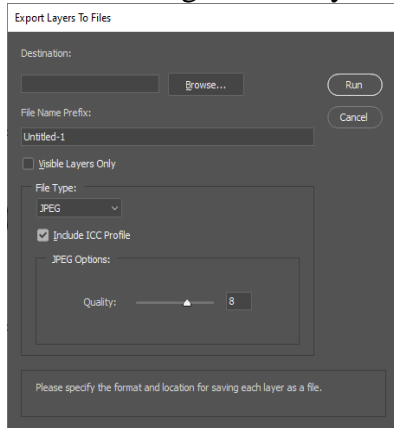 Export Layers To Files
Destination:
Browse...
Run
File Name Prefix:
Cancel
Untitled-1
Visible Layers Only
File Type:
JPEG
Include ICC Profile
JPEG Options:
Quality:
8
Please specify the format and location for saving each layer as a file.